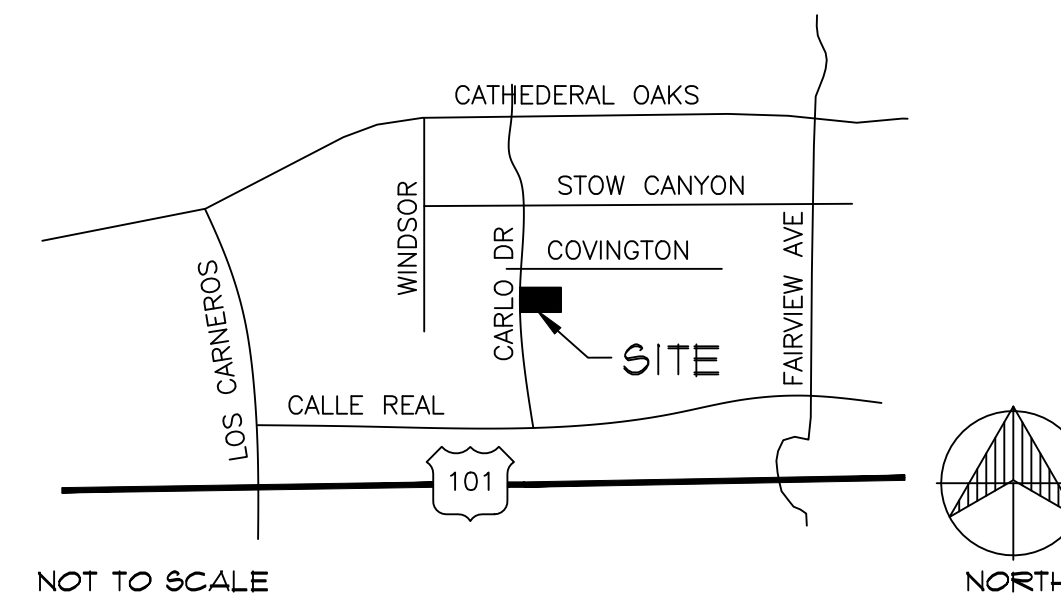 CATHEDERAL OAKS
STOW CANYON
WINDSOR
FAIRVIEW AVE
CARLO DR
COVINGTON
LOS CARNEROS
SITE
CALLE REAL
101
NOT TO SCALE
NORTH